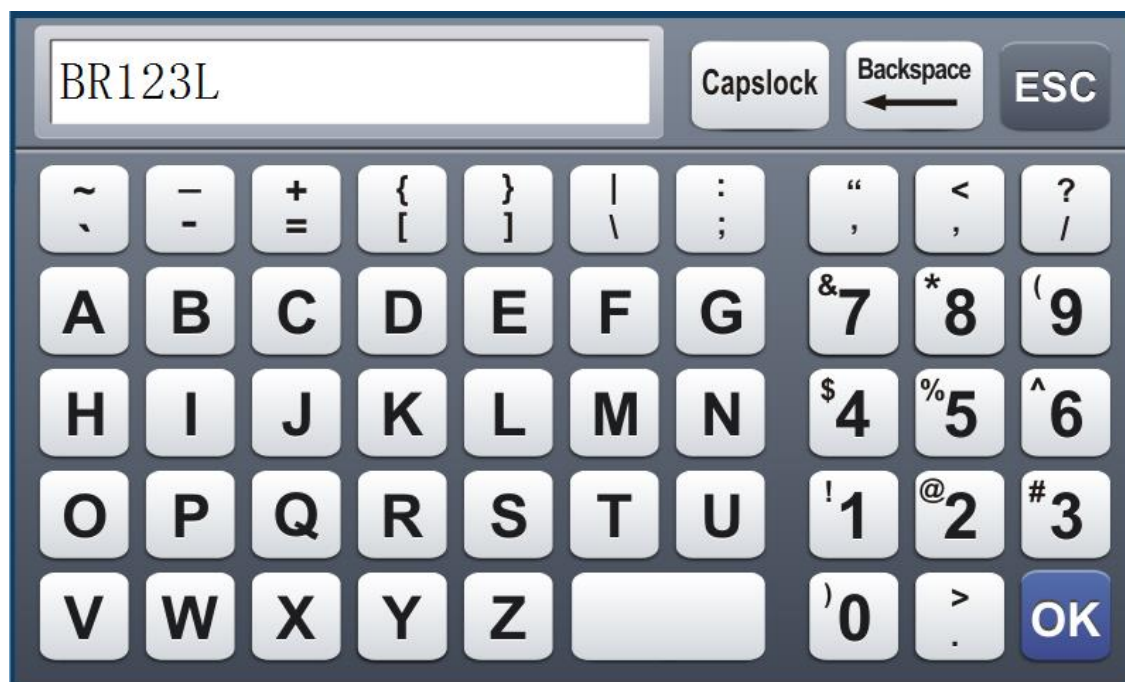 BR123L Capslock Backspace ESC
~ _ + { } | : “ < ?
` - = [ ] \ ; ’ , /
A B C D E F G &7 *8 (9
H I J K L M N $4 %5 ^6
O P Q R S T U !1 @2 #3
V W X Y Z )0 > . OK